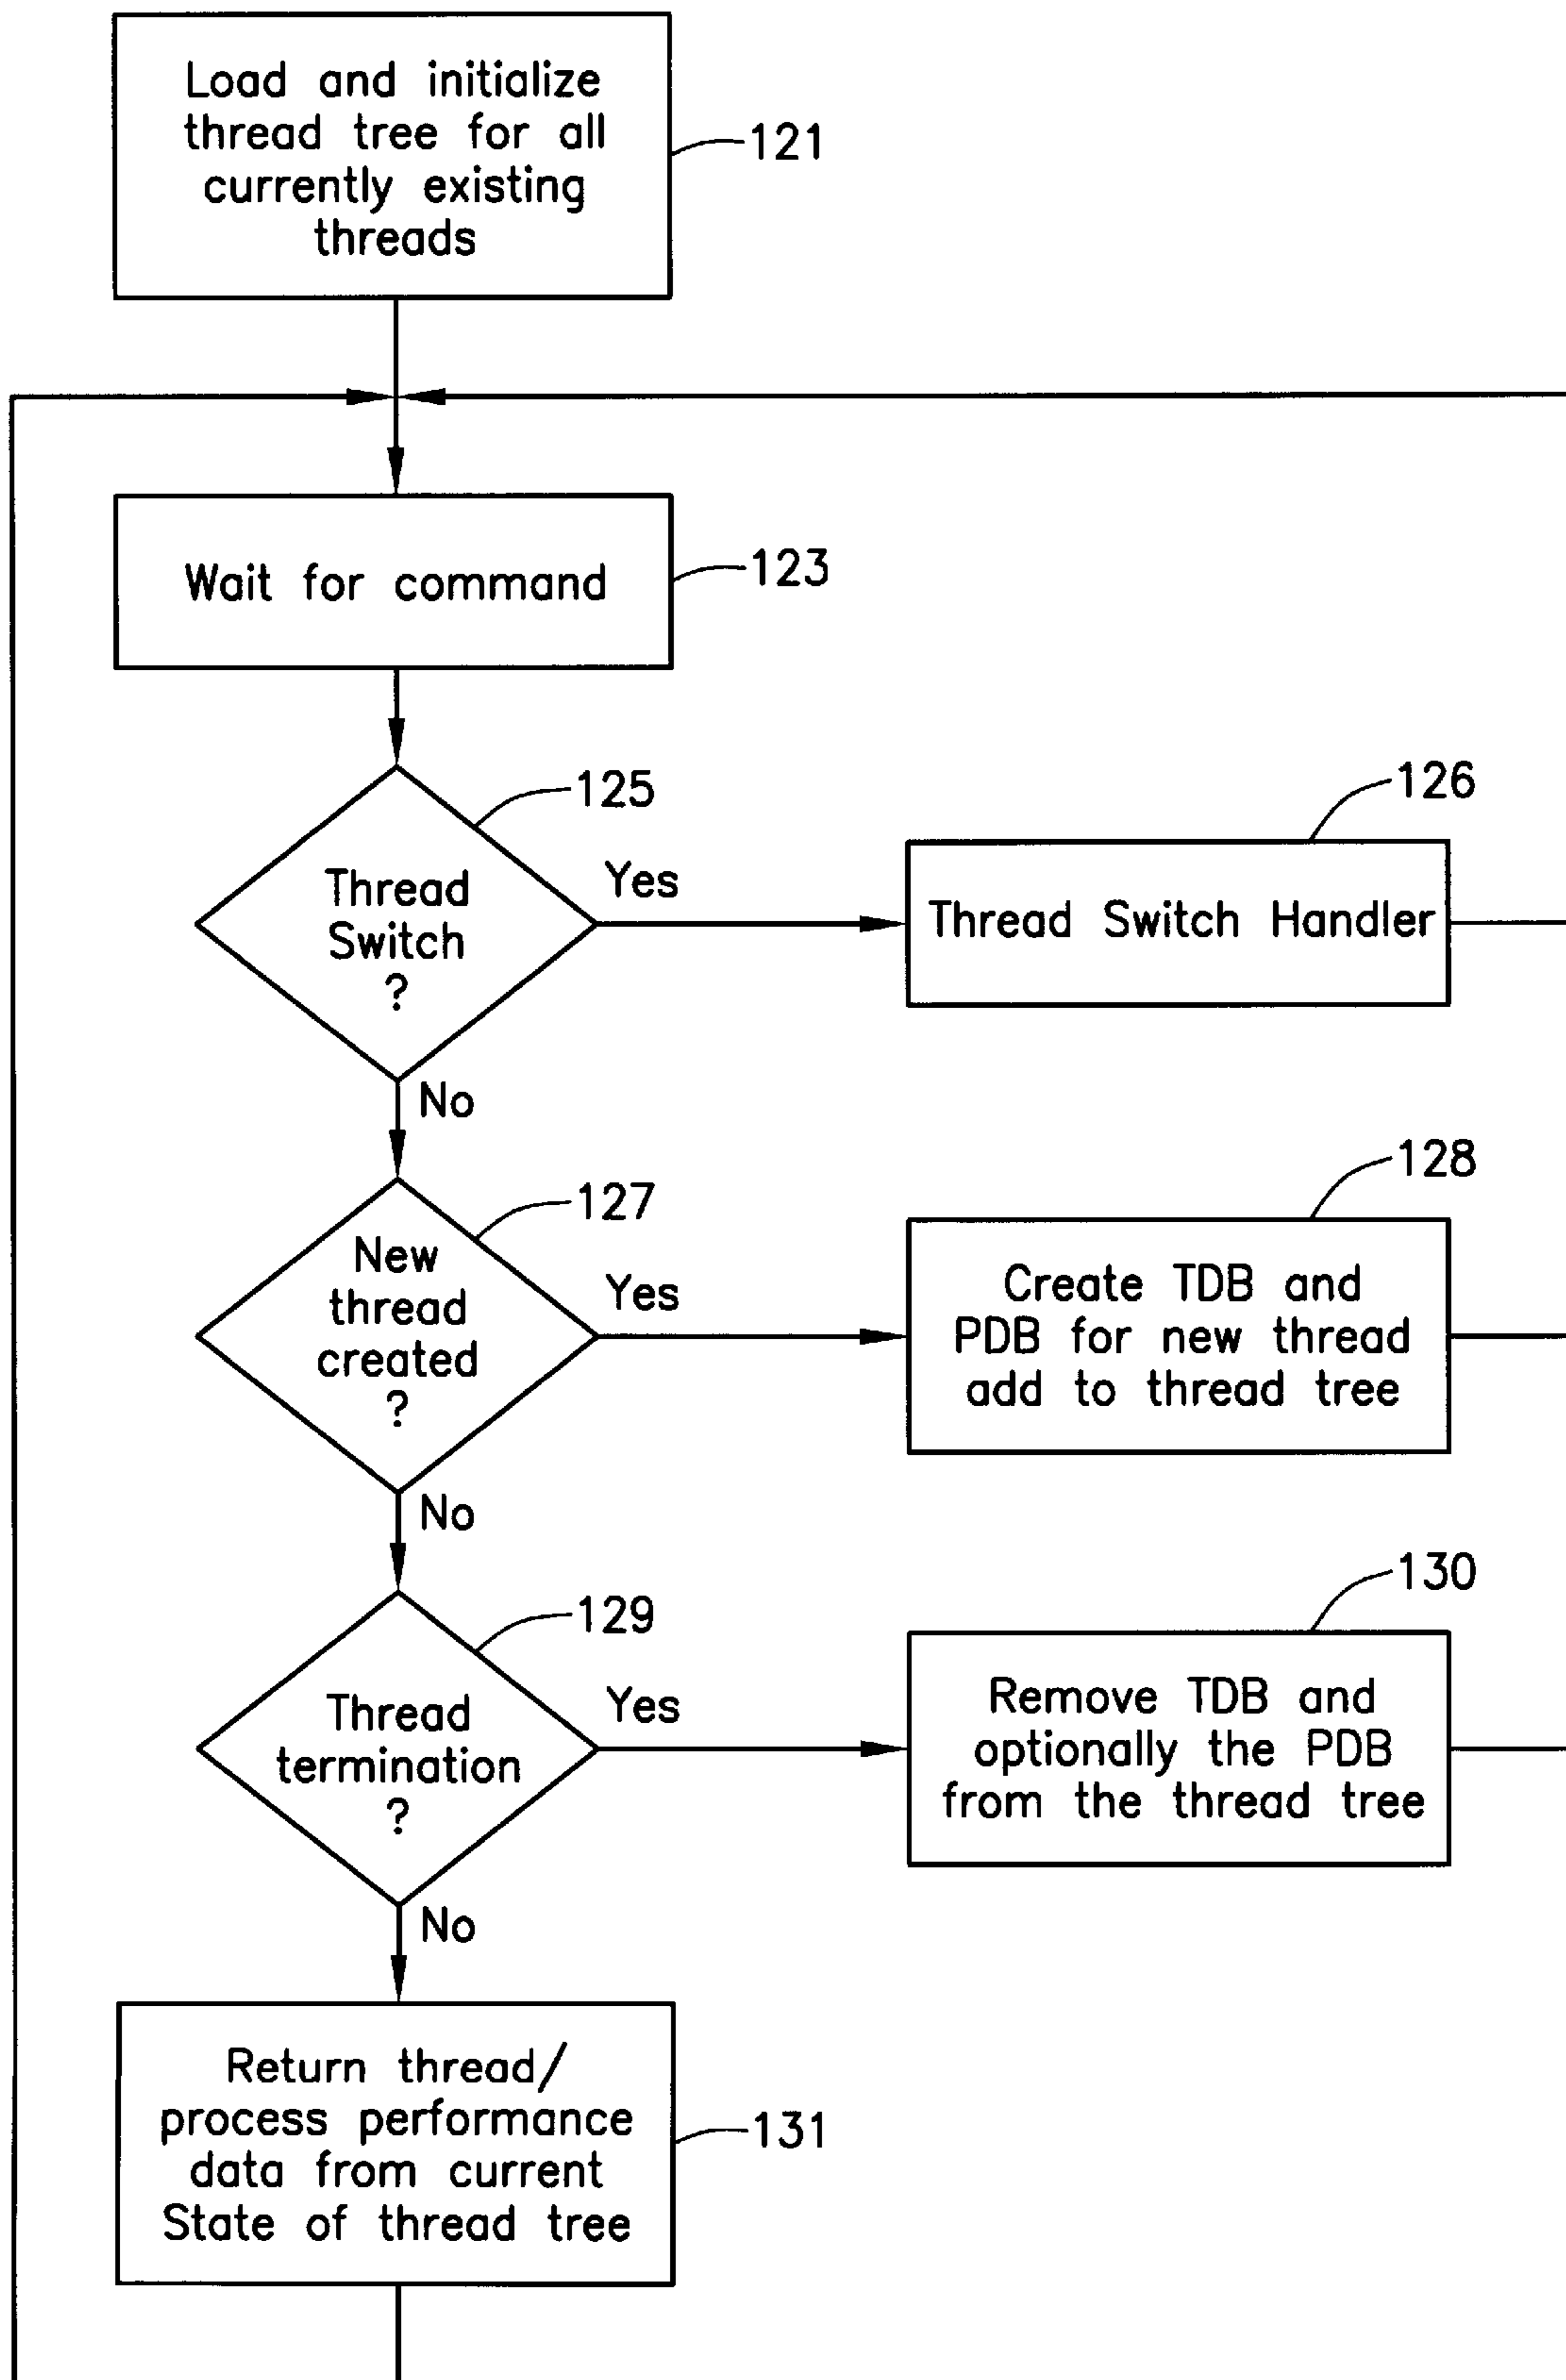 Load and initialize
thread tree for all
currently existing
threads
121
Wait for command
123
125
Thread
Switch
?
Yes
126
Thread Switch Handler
No
127
New
thread
created
?
Yes
128
Create TDB and
PDB for new thread
add to thread tree
No
129
Thread
termination
?
Yes
130
Remove TDB and
optionally the PDB
from the thread tree
No
Return thread/
process performance
data from current
State of thread tree
131